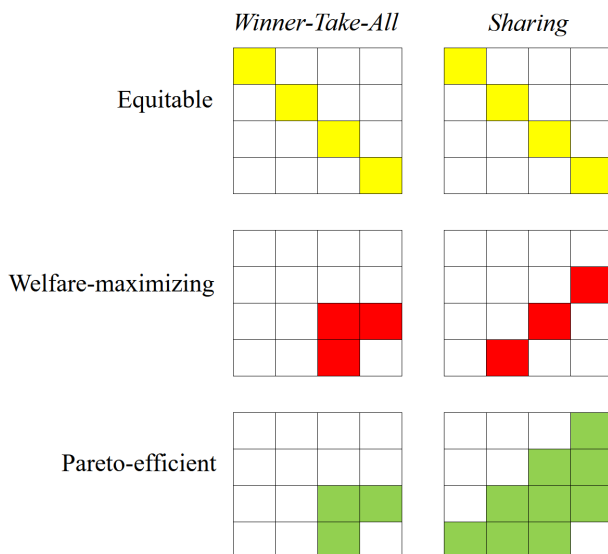 Winner-Take-All Sharing
Equitable
Welfare-maximizing
Pareto-efficient